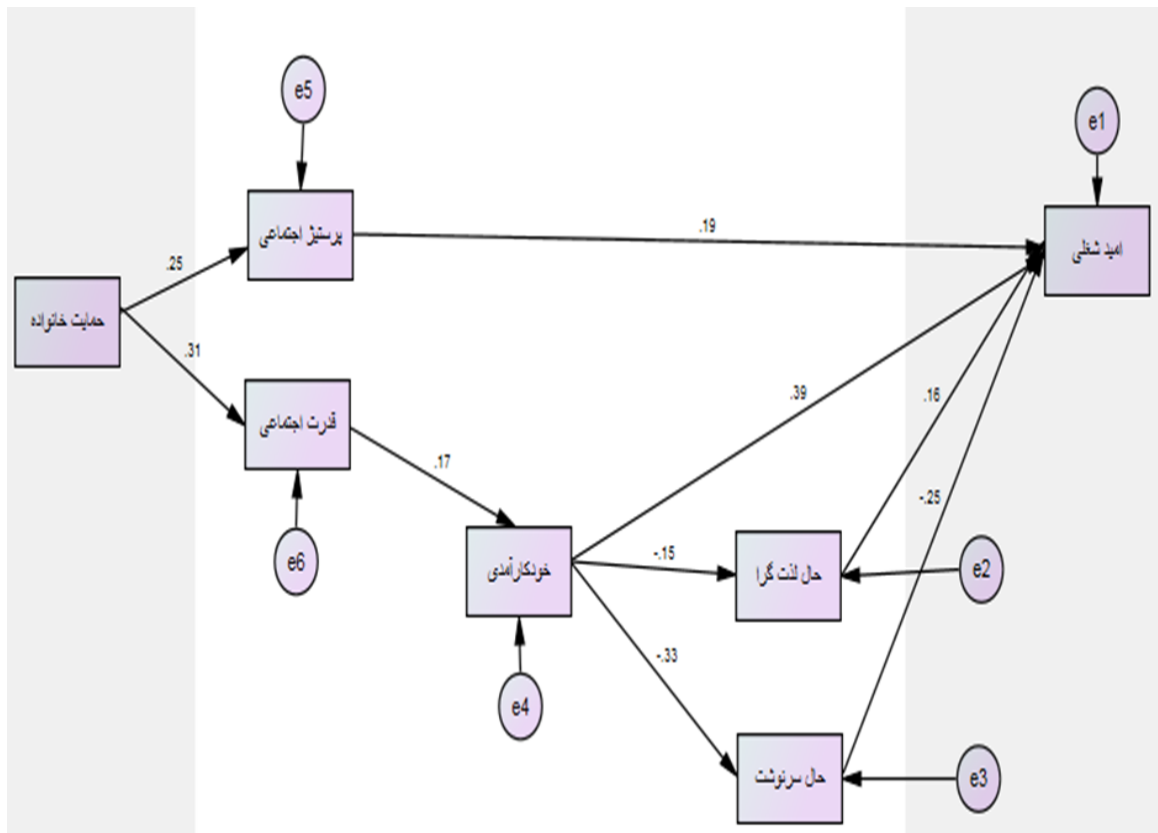 e5
e1
پرستیژ اجتماعی
امید شغلی
.19
.25
حمایت خانواده
.31
قدرت اجتماعی
.39
.16
.17
-.25
e6
خودکارآمدی
-.15
حال لذت گرا
e2
-.33
e4
حال سرنوشت
e3